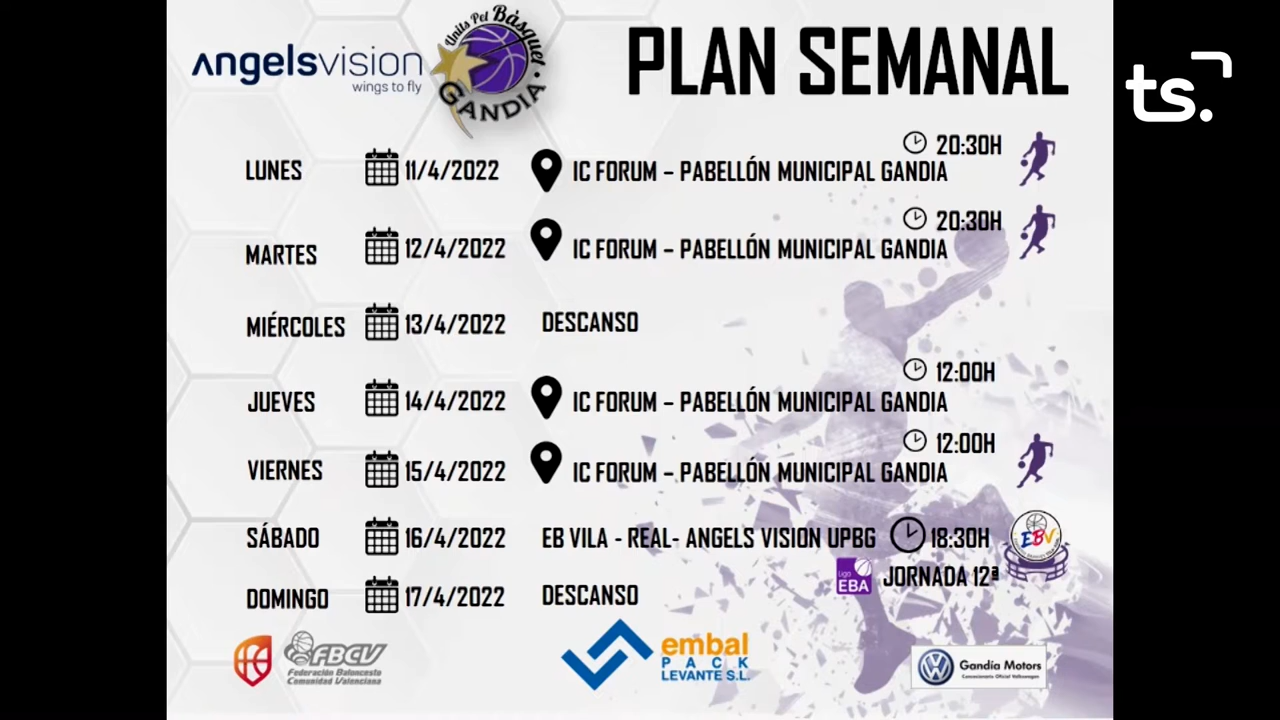 Angelsvision
wings to fly
Units Pel Bàsquet
GANDIA
PLAN SEMANAL
ts.
LUNES 11/4/2022 IC FORUM – PABELLÓN MUNICIPAL GANDIA 20:30H
MARTES 12/4/2022 IC FORUM – PABELLÓN MUNICIPAL GANDIA 20:30H
MIÉRCOLES 13/4/2022 DESCANSO
JUEVES 14/4/2022 IC FORUM – PABELLÓN MUNICIPAL GANDIA 12:00H
VIERNES 15/4/2022 IC FORUM – PABELLÓN MUNICIPAL GANDIA 12:00H
SÁBADO 16/4/2022 EB VILA - REAL- ANGELS VISION UPBG 18:30H
EBV
Liga
EBA
JORNADA 12ª
DOMINGO 17/4/2022 DESCANSO
FBCV
Federación Baloncesto
Comunidad Valenciana
embal
PACK
LEVANTE S.L.
Gandía Motors
Concesionario Oficial Volkswagen